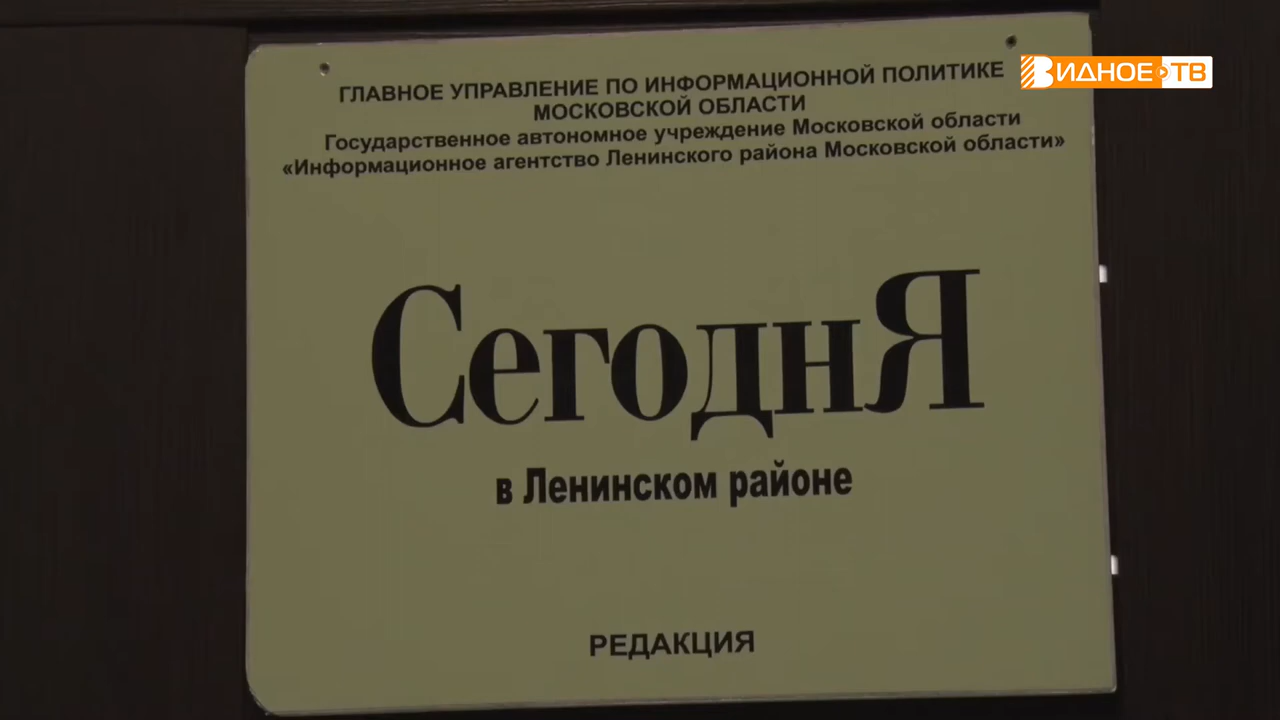 ВИДНОЕ ТВ
ГЛАВНОЕ УПРАВЛЕНИЕ ПО ИНФОРМАЦИОННОЙ ПОЛИТИКЕ
МОСКОВСКОЙ ОБЛАСТИ
Государственное автономное учреждение Московской области
«Информационное агентство Ленинского района Московской области»
СегоднЯ
в Ленинском районе
РЕДАКЦИЯ